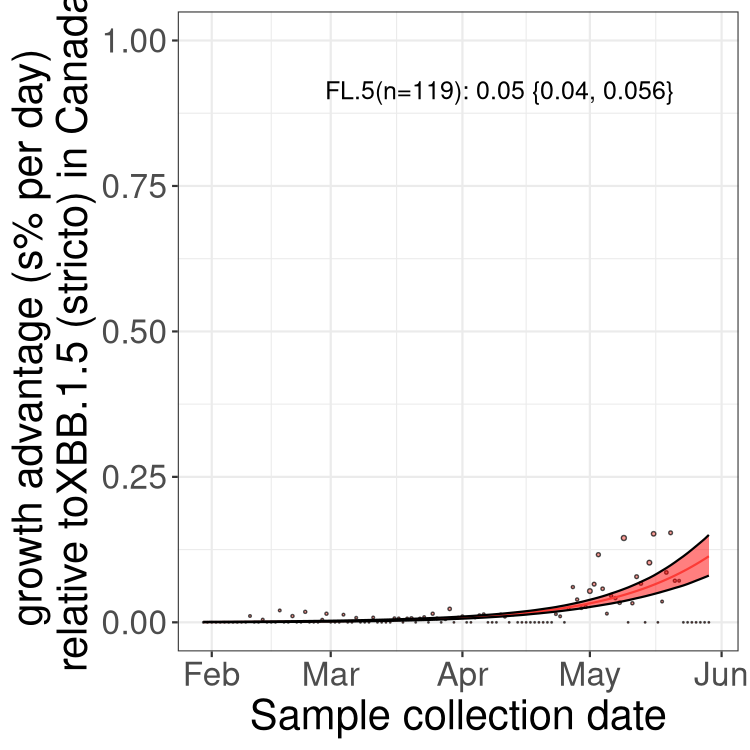 growth advantage (s% per day)
relative toXBB.1.5 (stricto) in Canada
1.00
0.75
0.50
0.25
0.00
FL.5(n=119): 0.05 {0.04, 0.056}
Feb Mar Apr May Jun
Sample collection date